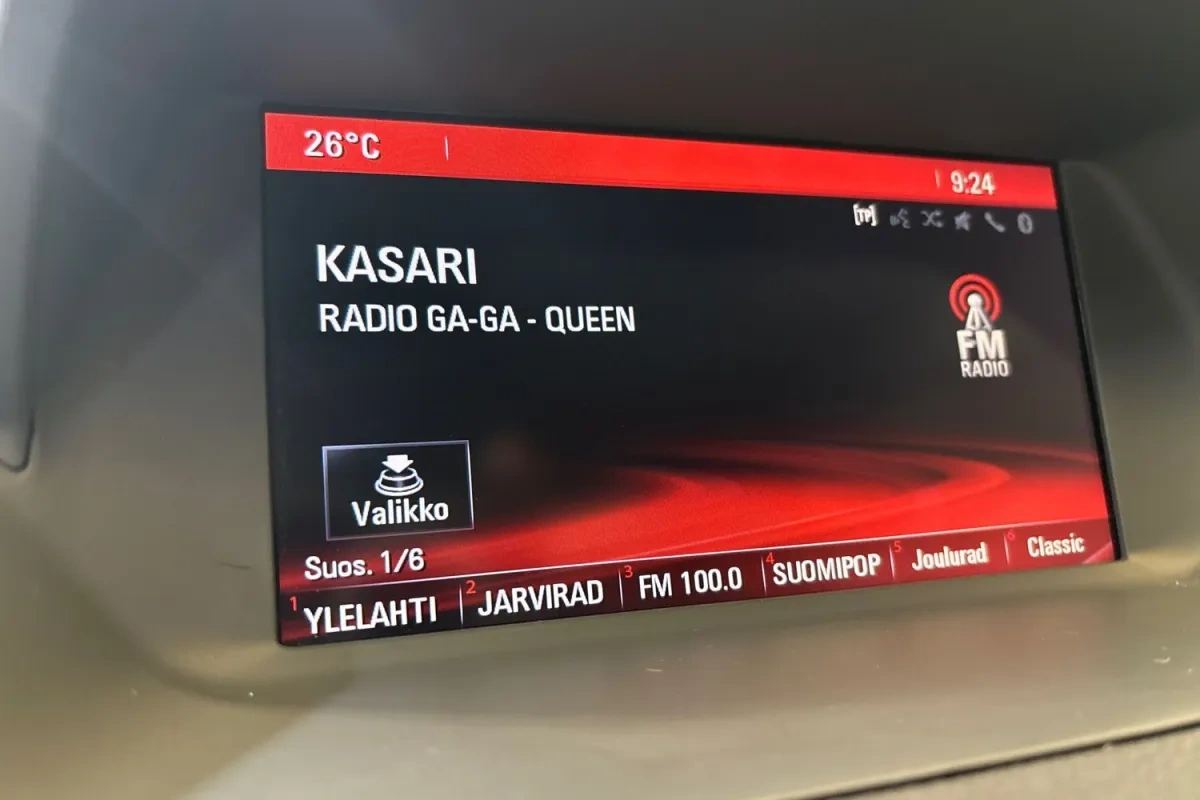 26°C
9:24
[TP]
KASARI
RADIO GA-GA - QUEEN
FM
RADIO
Valikko
Suos. 1/6
1 YLELAHTI 2 JARVIRAD 3 FM 100.0 4 SUOMIPOP 5 Joulurad 6 Classic